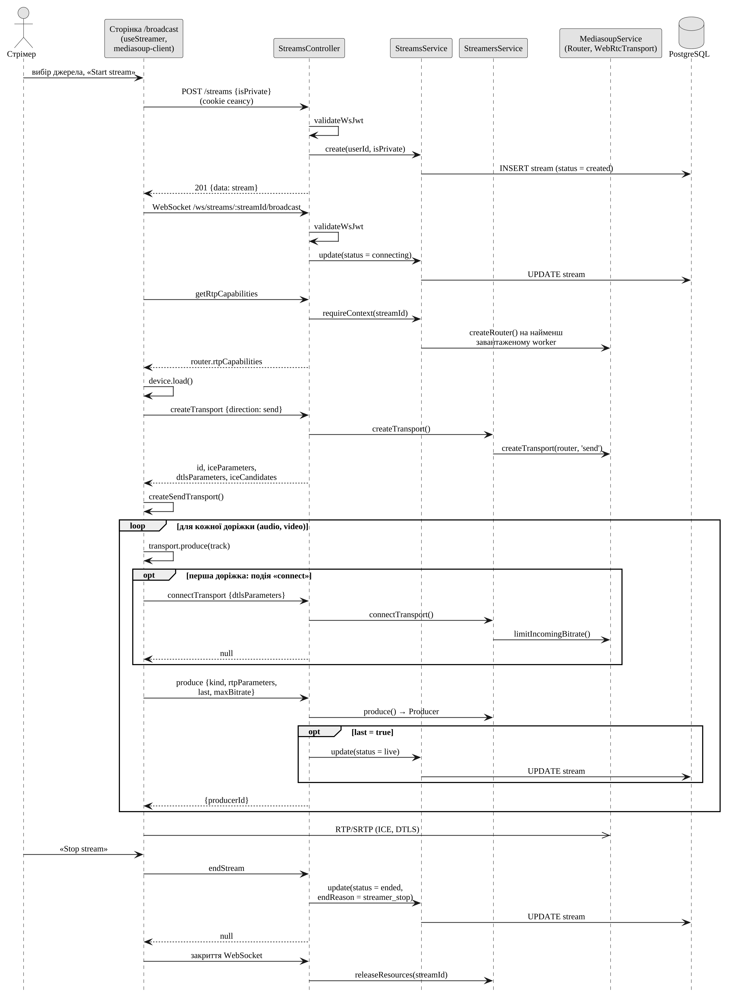 Стрімер
Сторінка /broadcast
(useStreamer,
mediasoup-client)
StreamsController
StreamsService
StreamersService
MediasoupService
(Router, WebRtcTransport)
PostgreSQL
вибір джерела, «Start stream»
POST /streams {isPrivate}
(cookie сеансу)
validateWsJwt
create(userId, isPrivate)
INSERT stream (status = created)
201 {data: stream}
WebSocket /ws/streams/:streamId/broadcast
validateWsJwt
update(status = connecting)
UPDATE stream
getRtpCapabilities
requireContext(streamId)
createRouter() на найменш
завантаженому worker
router.rtpCapabilities
device.load()
createTransport {direction: send}
createTransport()
createTransport(router, 'send')
id, iceParameters,
dtlsParameters, iceCandidates
createSendTransport()
loop [для кожної доріжки (audio, video)]
transport.produce(track)
opt [перша доріжка: подія «connect»]
connectTransport {dtlsParameters}
connectTransport()
limitIncomingBitrate()
null
produce {kind, rtpParameters,
last, maxBitrate}
produce() → Producer
opt [last = true]
update(status = live)
UPDATE stream
{producerId}
RTP/SRTP (ICE, DTLS)
«Stop stream»
endStream
update(status = ended,
endReason = streamer_stop)
UPDATE stream
null
закриття WebSocket
releaseResources(streamId)